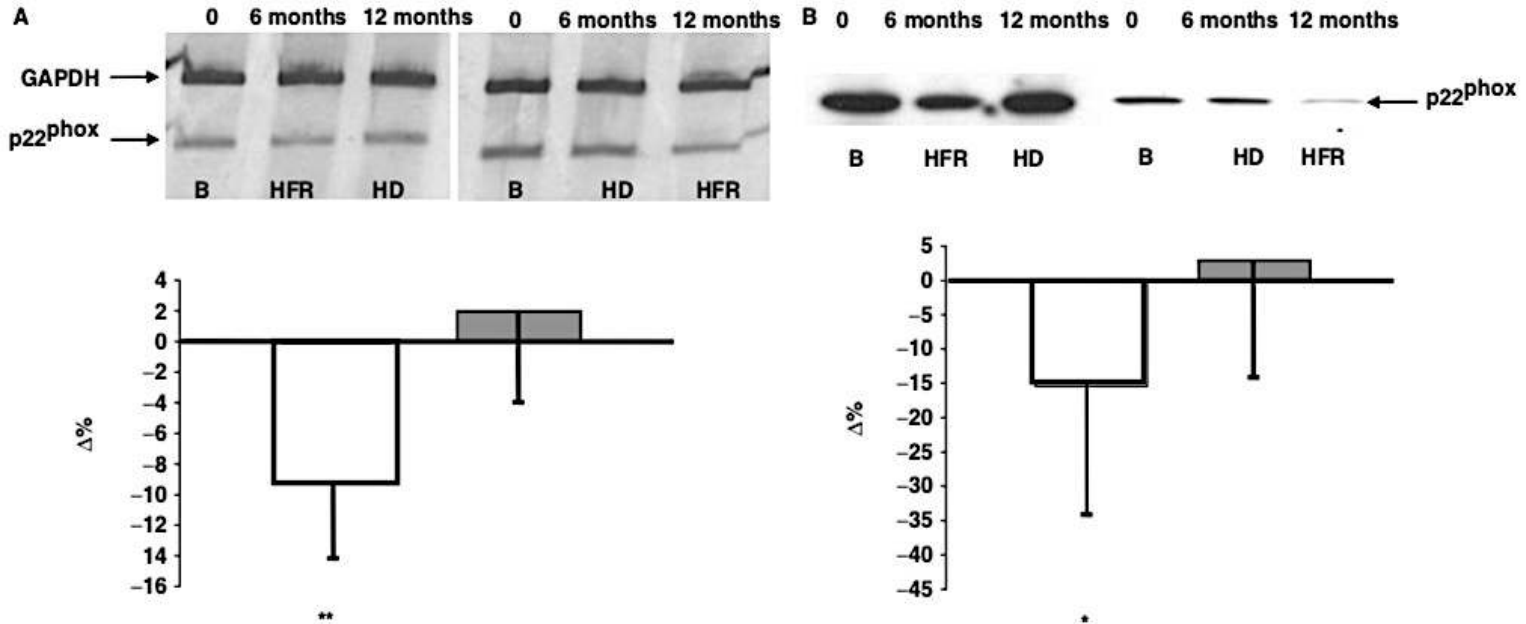 A 0 6 months 12 months 0 6 months 12 months
GAPDH
p22phox
B HFR HD B HD HFR
4
2
0
−2
−4
−6
−8
−10
−12
14
−16
Δ%
**
B 0 6 months 12 months 0 6 months 12 months
p22phox
B HFR HD B HD HFR
5
0
−5
−10
−15
−20
−25
−30
−35
−40
−45
Δ%
*